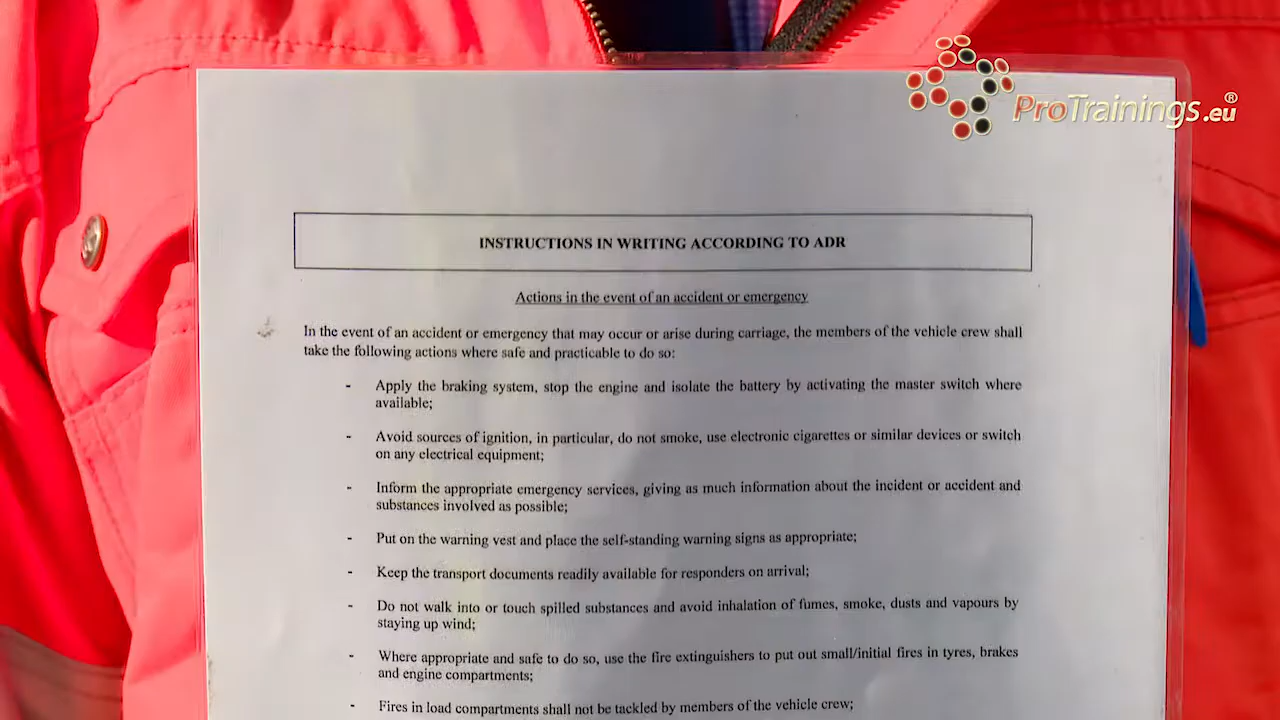 ProTrainings.eu®
INSTRUCTIONS IN WRITING ACCORDING TO ADR
Actions in the event of an accident or emergency
In the event of an accident or emergency that may occur or arise during carriage, the members of the vehicle crew shall
take the following actions where safe and practicable to do so:
- Apply the braking system, stop the engine and isolate the battery by activating the master switch where
available;
- Avoid sources of ignition, in particular, do not smoke, use electronic cigarettes or similar devices or switch
on any electrical equipment;
- Inform the appropriate emergency services, giving as much information about the incident or accident and
substances involved as possible;
- Put on the warning vest and place the self-standing warning signs as appropriate;
- Keep the transport documents readily available for responders on arrival;
- Do not walk into or touch spilled substances and avoid inhalation of fumes, smoke, dusts and vapours by
staying up wind;
- Where appropriate and safe to do so, use the fire extinguishers to put out small/initial fires in tyres, brakes
and engine compartments;
- Fires in load compartments shall not be tackled by members of the vehicle crew;